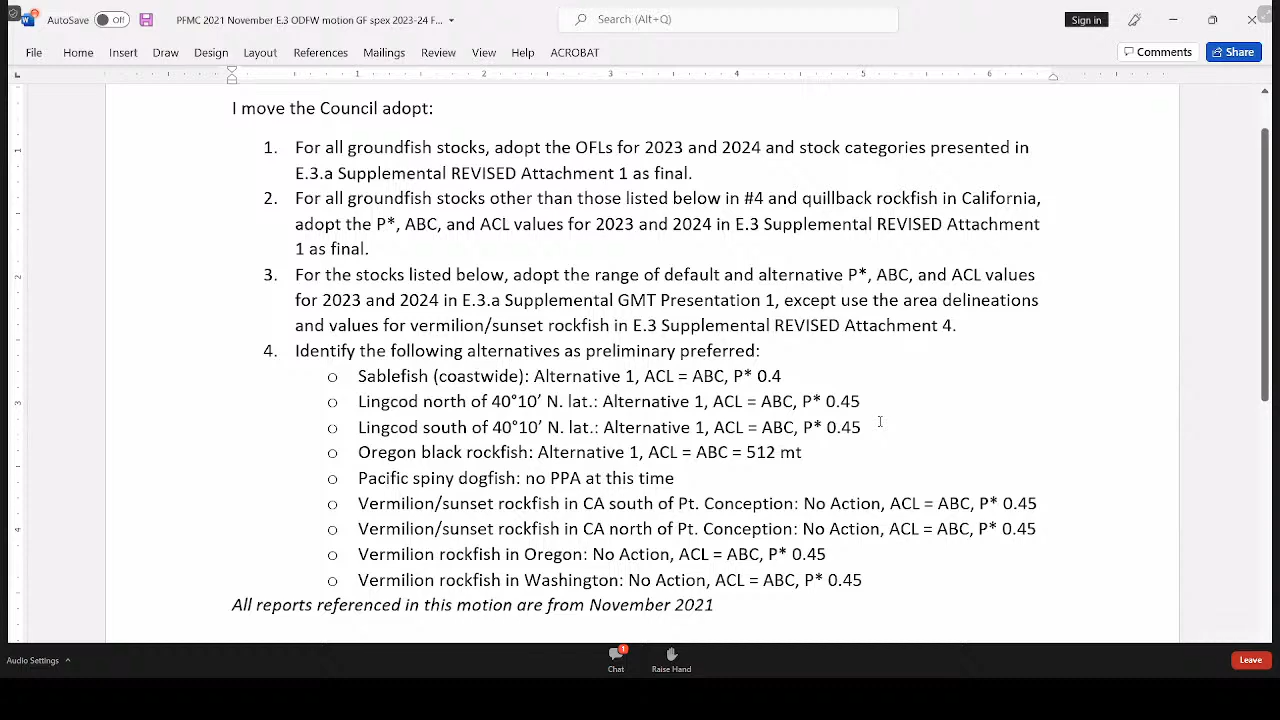 AutoSave Off PFMC 2021 November E.3 ODFW motion GF spex 2023-24 F... Search (Alt+Q) Sign in
File Home Insert Draw Design Layout References Mailings Review View Help ACROBAT Comments Share
1 2 3 4 5 6
I move the Council adopt:
1. For all groundfish stocks, adopt the OFLs for 2023 and 2024 and stock categories presented in
E.3.a Supplemental REVISED Attachment 1 as final.
2. For all groundfish stocks other than those listed below in #4 and quillback rockfish in California,
adopt the P*, ABC, and ACL values for 2023 and 2024 in E.3 Supplemental REVISED Attachment
1 as final.
3. For the stocks listed below, adopt the range of default and alternative P*, ABC, and ACL values
for 2023 and 2024 in E.3.a Supplemental GMT Presentation 1, except use the area delineations
and values for vermilion/sunset rockfish in E.3 Supplemental REVISED Attachment 4.
4. Identify the following alternatives as preliminary preferred:
o Sablefish (coastwide): Alternative 1, ACL = ABC, P* 0.4
o Lingcod north of 40°10’ N. lat.: Alternative 1, ACL = ABC, P* 0.45
o Lingcod south of 40°10’ N. lat.: Alternative 1, ACL = ABC, P* 0.45
o Oregon black rockfish: Alternative 1, ACL = ABC = 512 mt
o Pacific spiny dogfish: no PPA at this time
o Vermilion/sunset rockfish in CA south of Pt. Conception: No Action, ACL = ABC, P* 0.45
o Vermilion/sunset rockfish in CA north of Pt. Conception: No Action, ACL = ABC, P* 0.45
o Vermilion rockfish in Oregon: No Action, ACL = ABC, P* 0.45
o Vermilion rockfish in Washington: No Action, ACL = ABC, P* 0.45
All reports referenced in this motion are from November 2021
Audio Settings Chat 1 Raise Hand Leave